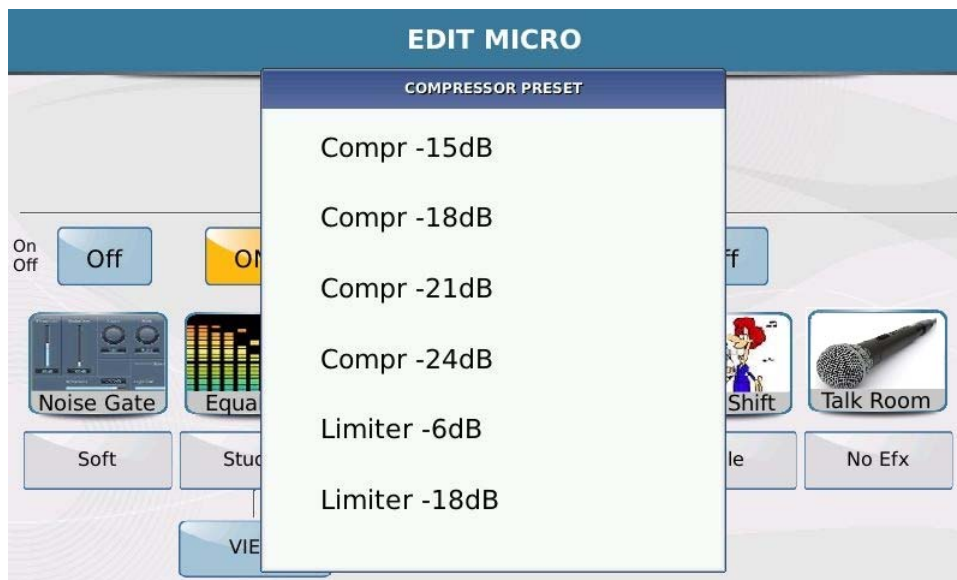 EDIT MICRO
COMPRESSOR PRESET
Compr -15dB
Compr -18dB
Compr -21dB
Compr -24dB
Limiter -6dB
Limiter -18dB
On
Off
Off
Noise Gate
Shift
Talk Room
Soft
No Efx